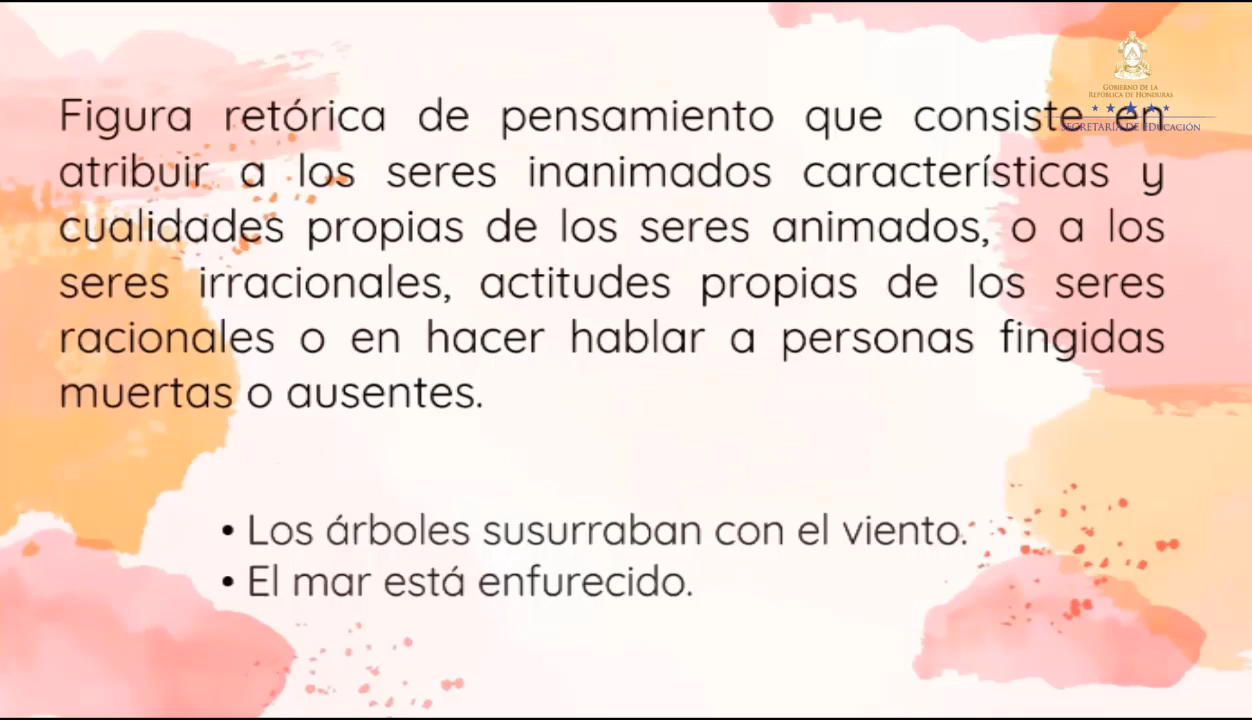 GOBIERNO DE LA
REPÚBLICA DE HONDURAS
SECRETARÍA DE EDUCACIÓN
Figura retórica de pensamiento que consiste en
atribuir a los seres inanimados características y
cualidades propias de los seres animados, o a los
seres irracionales, actitudes propias de los seres
racionales o en hacer hablar a personas fingidas
muertas o ausentes.
• Los árboles susurraban con el viento.
• El mar está enfurecido.